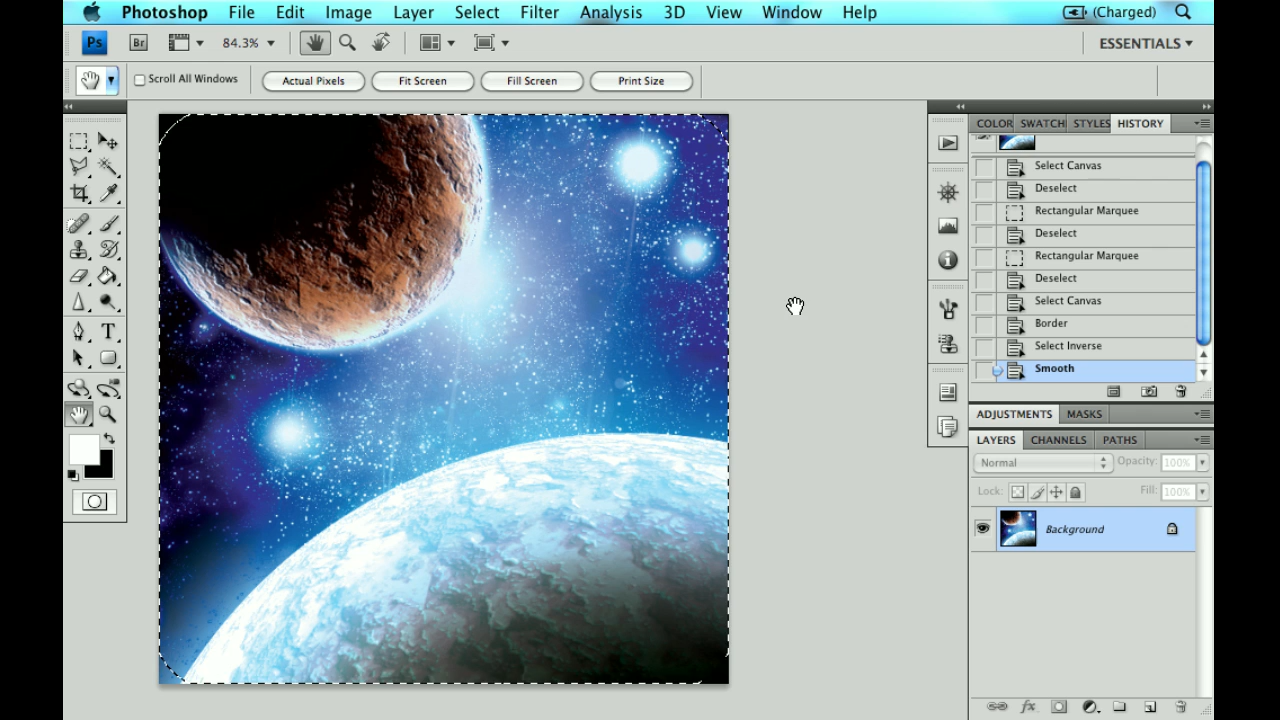 Photoshop File Edit Image Layer Select Filter Analysis 3D View Window Help (Charged)
Ps Br 84.3% ESSENTIALS
Scroll All Windows Actual Pixels Fit Screen Fill Screen Print Size
COLOR SWATCH STYLES HISTORY
Select Canvas
Deselect
Rectangular Marquee
Deselect
Rectangular Marquee
Deselect
Select Canvas
Border
Select Inverse
Smooth
ADJUSTMENTS MASKS
LAYERS CHANNELS PATHS
Normal Opacity: 100%
Lock: Fill: 100%
Background
T
fx